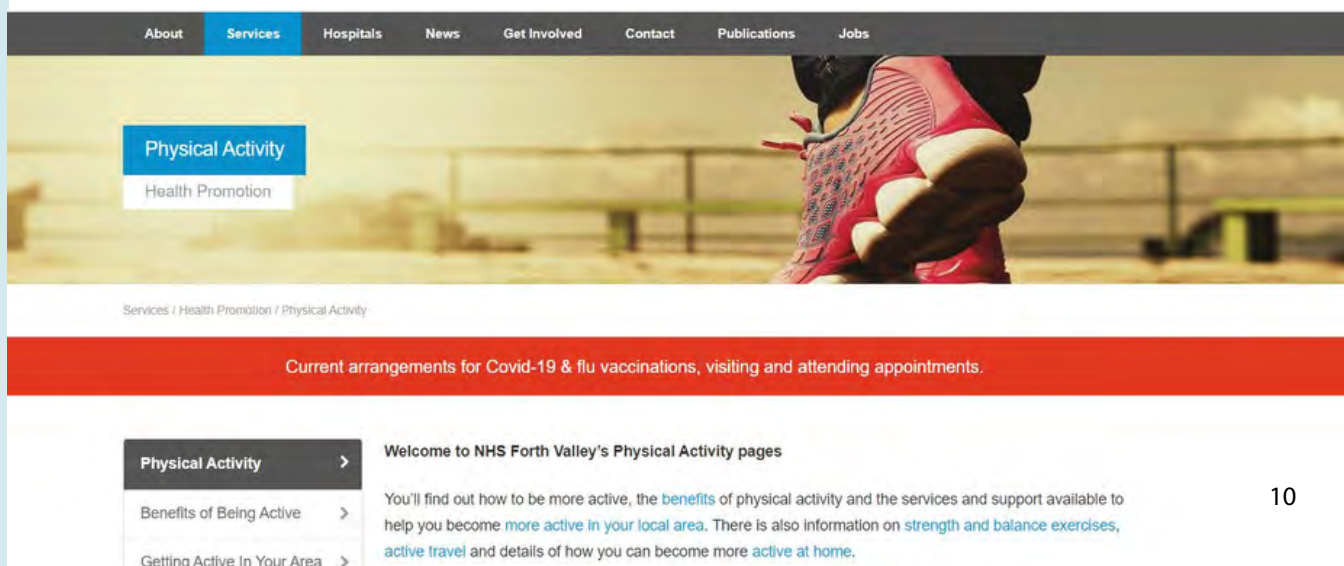 About Services Hospitals News Get Involved Contact Publications Jobs
Physical Activity
Health Promotion
Services / Health Promotion / Physical Activity
Current arrangements for Covid-19 & flu vaccinations, visiting and attending appointments.
Physical Activity
Benefits of Being Active
Getting Active In Your Area
Welcome to NHS Forth Valley's Physical Activity pages
You'll find out how to be more active, the benefits of physical activity and the services and support available to
help you become more active in your local area. There is also information on strength and balance exercises,
active travel and details of how you can become more active at home.
10